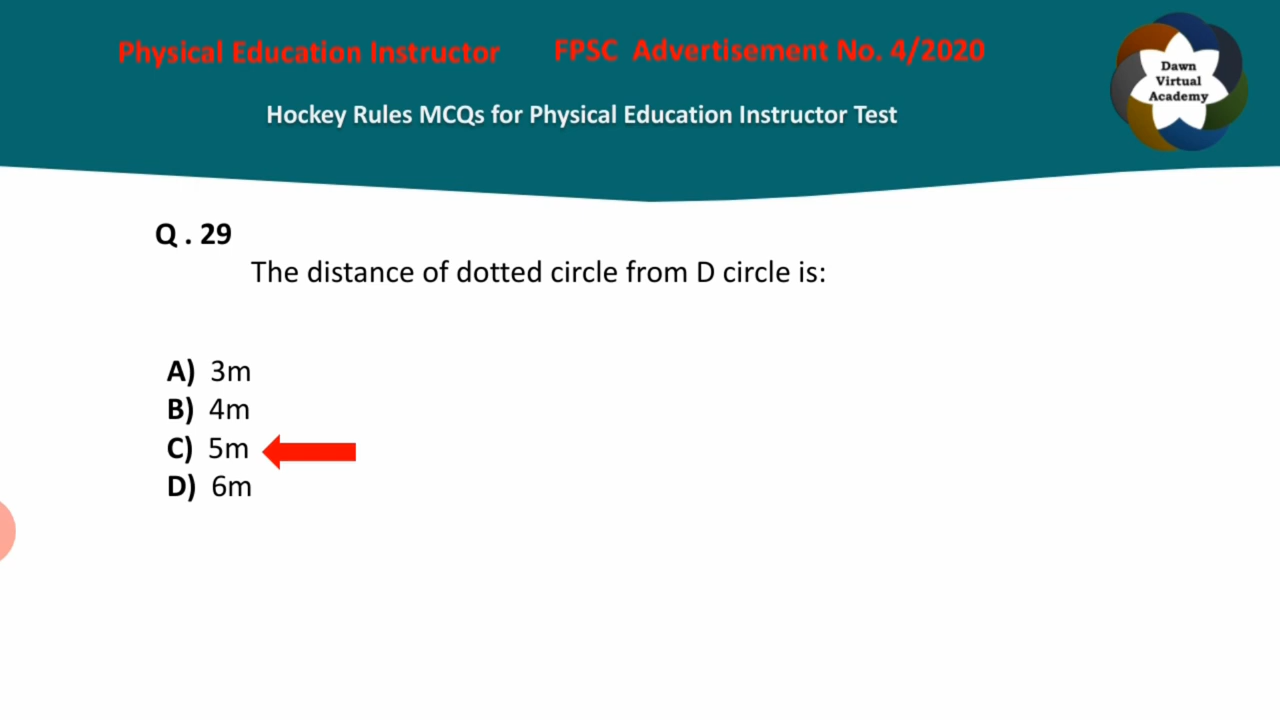 Physical Education Instructor FPSC Advertisement No. 4/2020
Dawn
Virtual
Academy
Hockey Rules MCQs for Physical Education Instructor Test
Q . 29
The distance of dotted circle from D circle is:
A) 3m
B) 4m
C) 5m
D) 6m